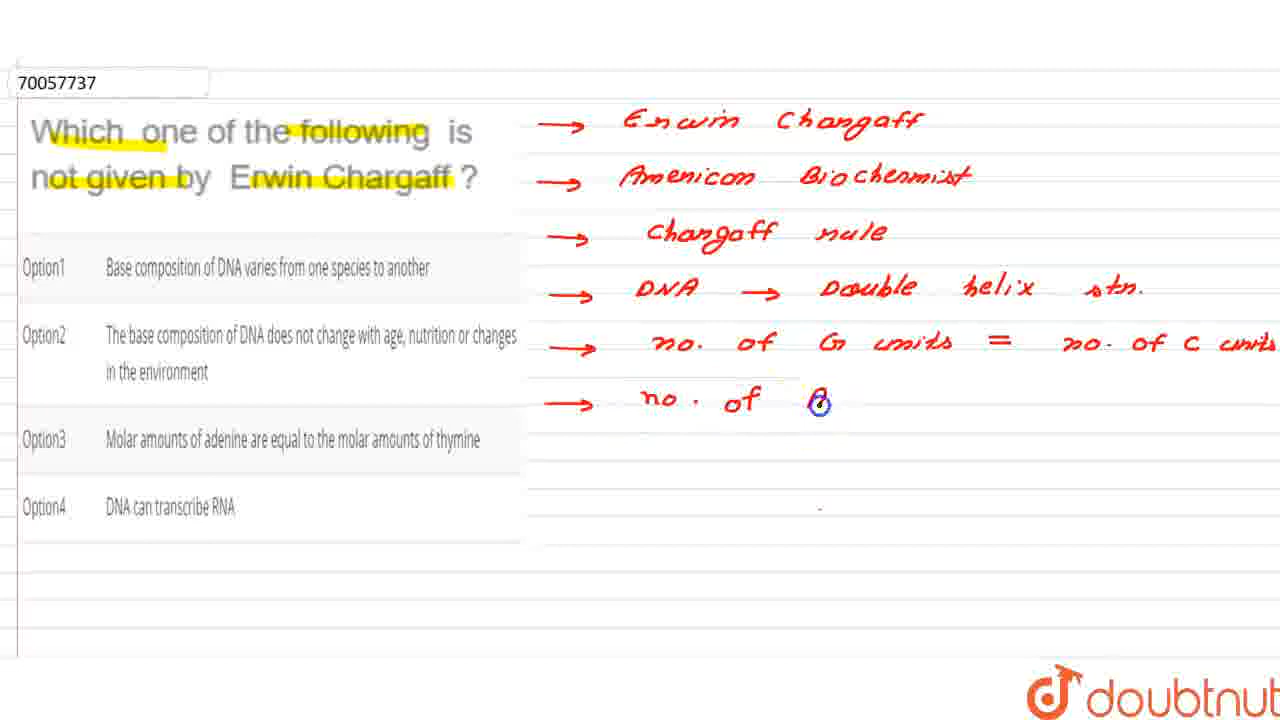 70057737
Which one of the following is
not given by Erwin Chargaff ?
Option1 Base composition of DNA varies from one species to another
Option2 The base composition of DNA does not change with age, nutrition or changes
in the environment
Option3 Molar amounts of adenine are equal to the molar amounts of thymine
Option4 DNA can transcribe RNA
→ Erwin Chargaff
→ American Biochemist
→ Chargaff rule
→ DNA → Double helix str.
→ no. of G units = no. of C units
→ no. of A
doubtnut